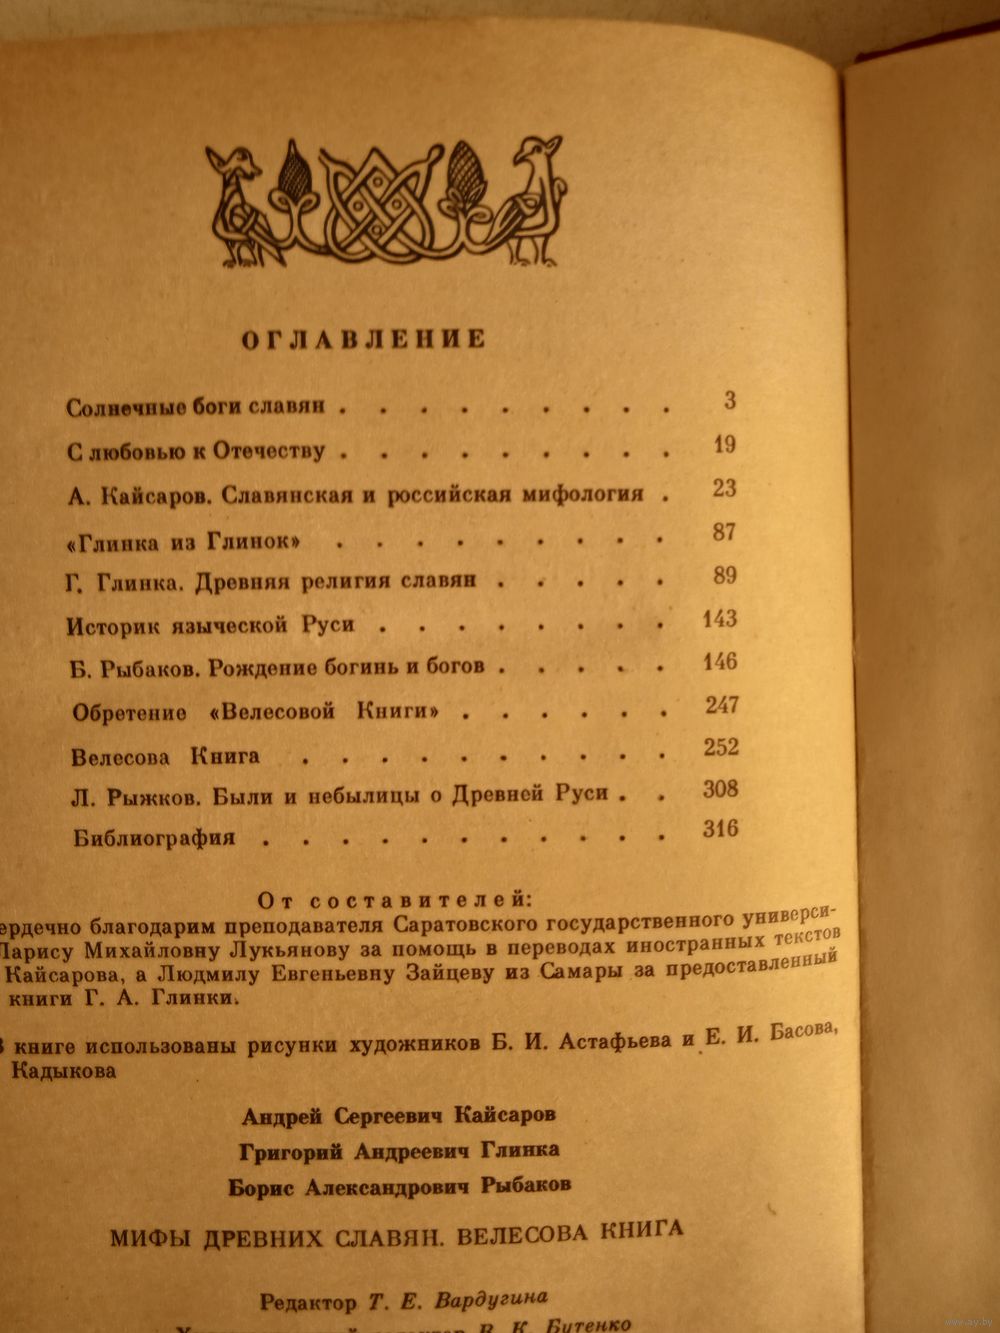 ОГЛАВЛЕНИЕ
Солнечные боги славян . . . . . . . . . 3
С любовью к Отечеству . . . . . . . . . 19
А. Кайсаров. Славянская и российская мифология . 23
«Глинка из Глинок» . . . . . . . . . 87
Г. Глинка. Древняя религия славян . . . . . 89
Историк языческой Руси . . . . . . . . 143
Б. Рыбаков. Рождение богинь и богов . . . . . 146
Обретение «Велесовой Книги» . . . . . . 247
Велесова Книга . . . . . . . . . . 252
Л. Рыжков. Были и небылицы о Древней Руси . . 308
Библиография . . . . . . . . . . . 316
От составителей:
ердечно благодарим преподавателя Саратовского государственного универси-
Ларису Михайловну Лукьянову за помощь в переводах иностранных текстов
Кайсарова, а Людмилу Евгеньевну Зайцеву из Самары за предоставленный
книги Г. А. Глинки.
В книге использованы рисунки художников Б. И. Астафьева и Е. И. Басова,
Кадыкова
Андрей Сергеевич Кайсаров
Григорий Андреевич Глинка
Борис Александрович Рыбаков
МИФЫ ДРЕВНИХ СЛАВЯН. ВЕЛЕСОВА КНИГА
Редактор Т. Е. Вардугина
В. К. Бутенко
www.ay.by